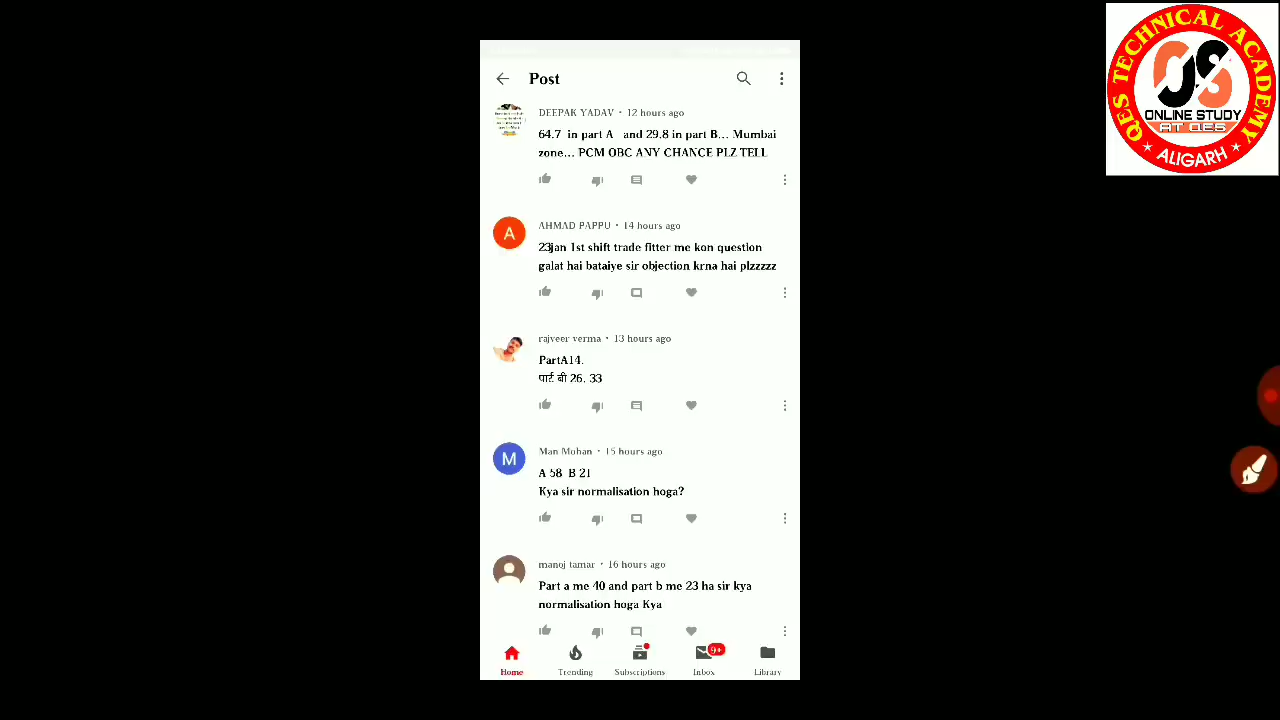 Post
DEEPAK YADAV • 12 hours ago
64.7 in part A and 29.8 in part B... Mumbai
zone... PCM OBC ANY CHANCE PLZ TELL
A
AHMAD PAPPU • 14 hours ago
23jan 1st shift trade fitter me kon question
galat hai bataiye sir objection krna hai plzzzzz
rajveer verma • 13 hours ago
PartA14.
पार्ट बी 26. 33
M
Man Mohan • 15 hours ago
A 58 B 21
Kya sir normalisation hoga?
manoj tamar • 16 hours ago
Part a me 40 and part b me 23 ha sir kya
normalisation hoga Kya
9+
Home Trending Subscriptions Inbox Library
QES TECHNICAL ACADEMY
OS
ONLINE STUDY
AT QES
★ ALIGARH ★